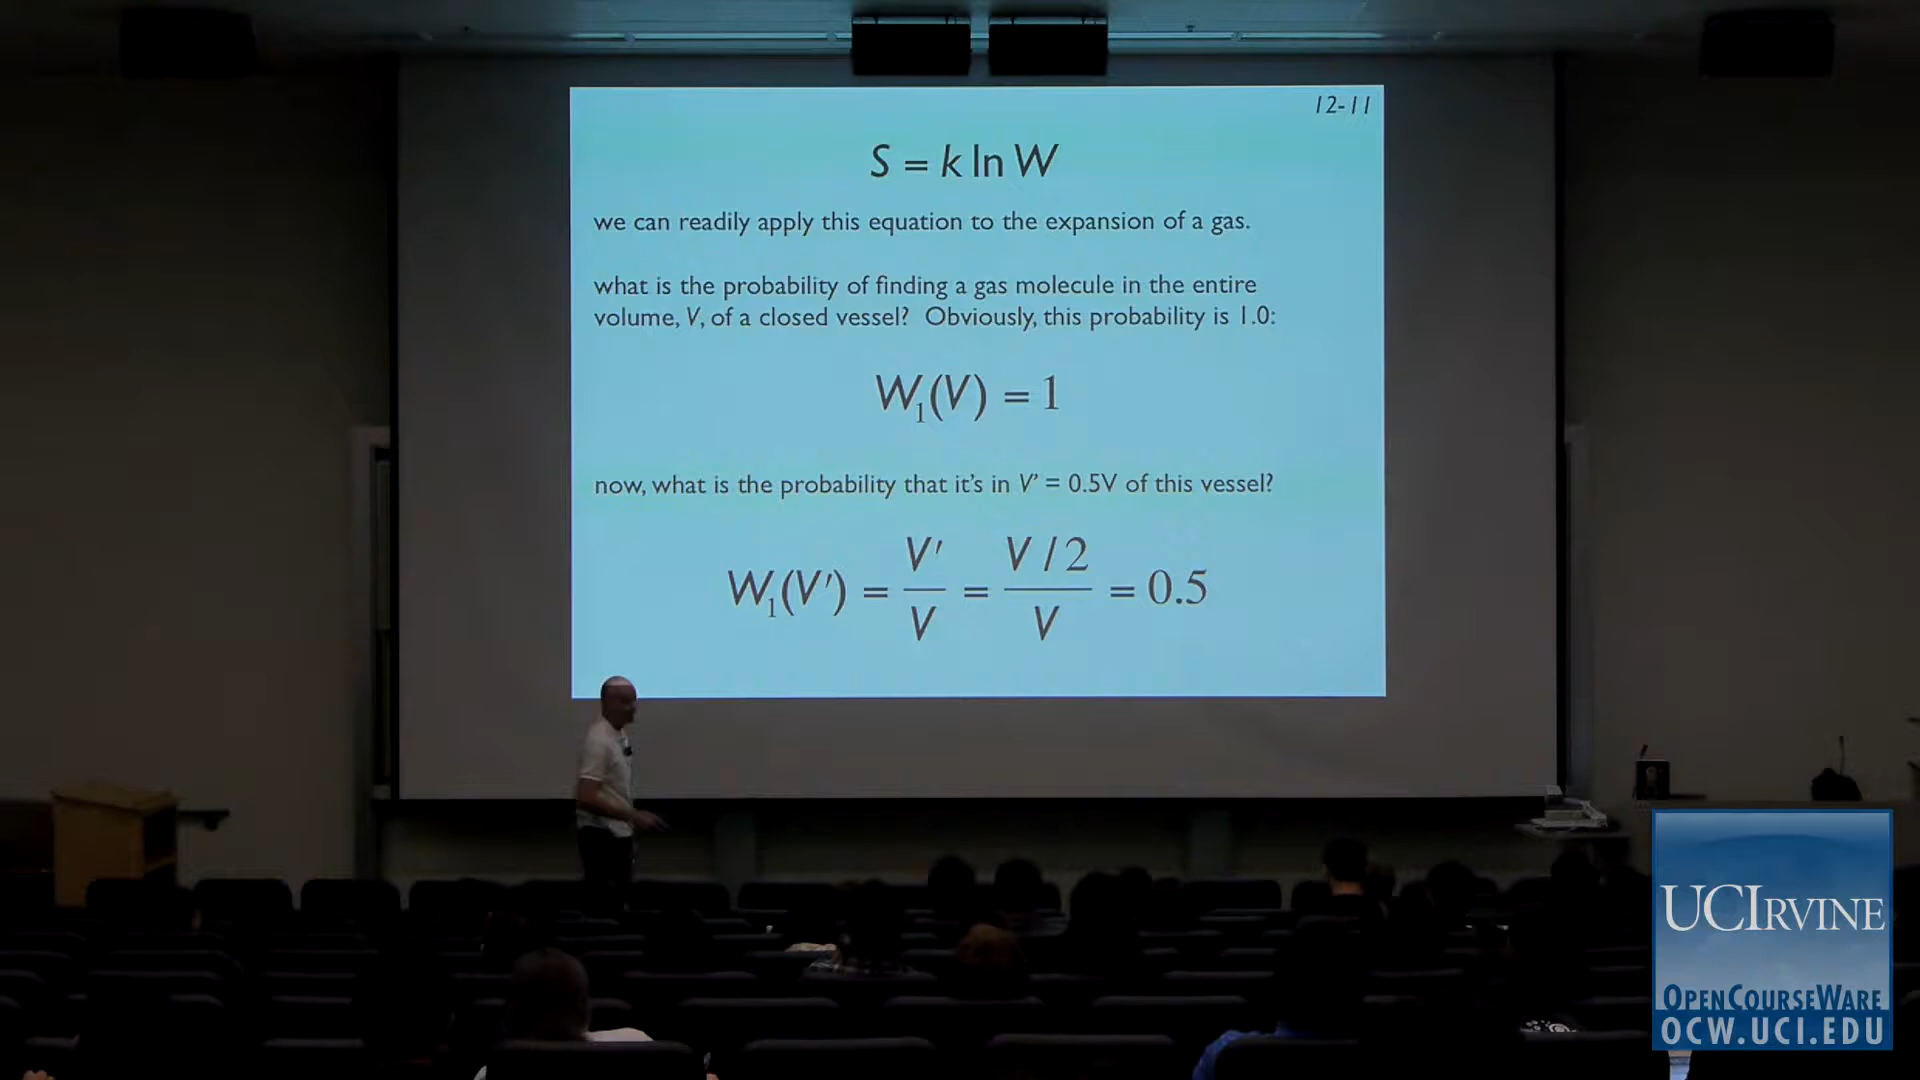 12-11
S = k ln W
we can readily apply this equation to the expansion of a gas.
what is the probability of finding a gas molecule in the entire
volume, V, of a closed vessel?  Obviously, this probability is 1.0:
W₁(V) = 1
now, what is the probability that it's in V' = 0.5V of this vessel?
W₁(V′) = V′/V = (V / 2)/V = 0.5
UCIRVINE
OPENCOURSEWARE
OCW.UCI.EDU